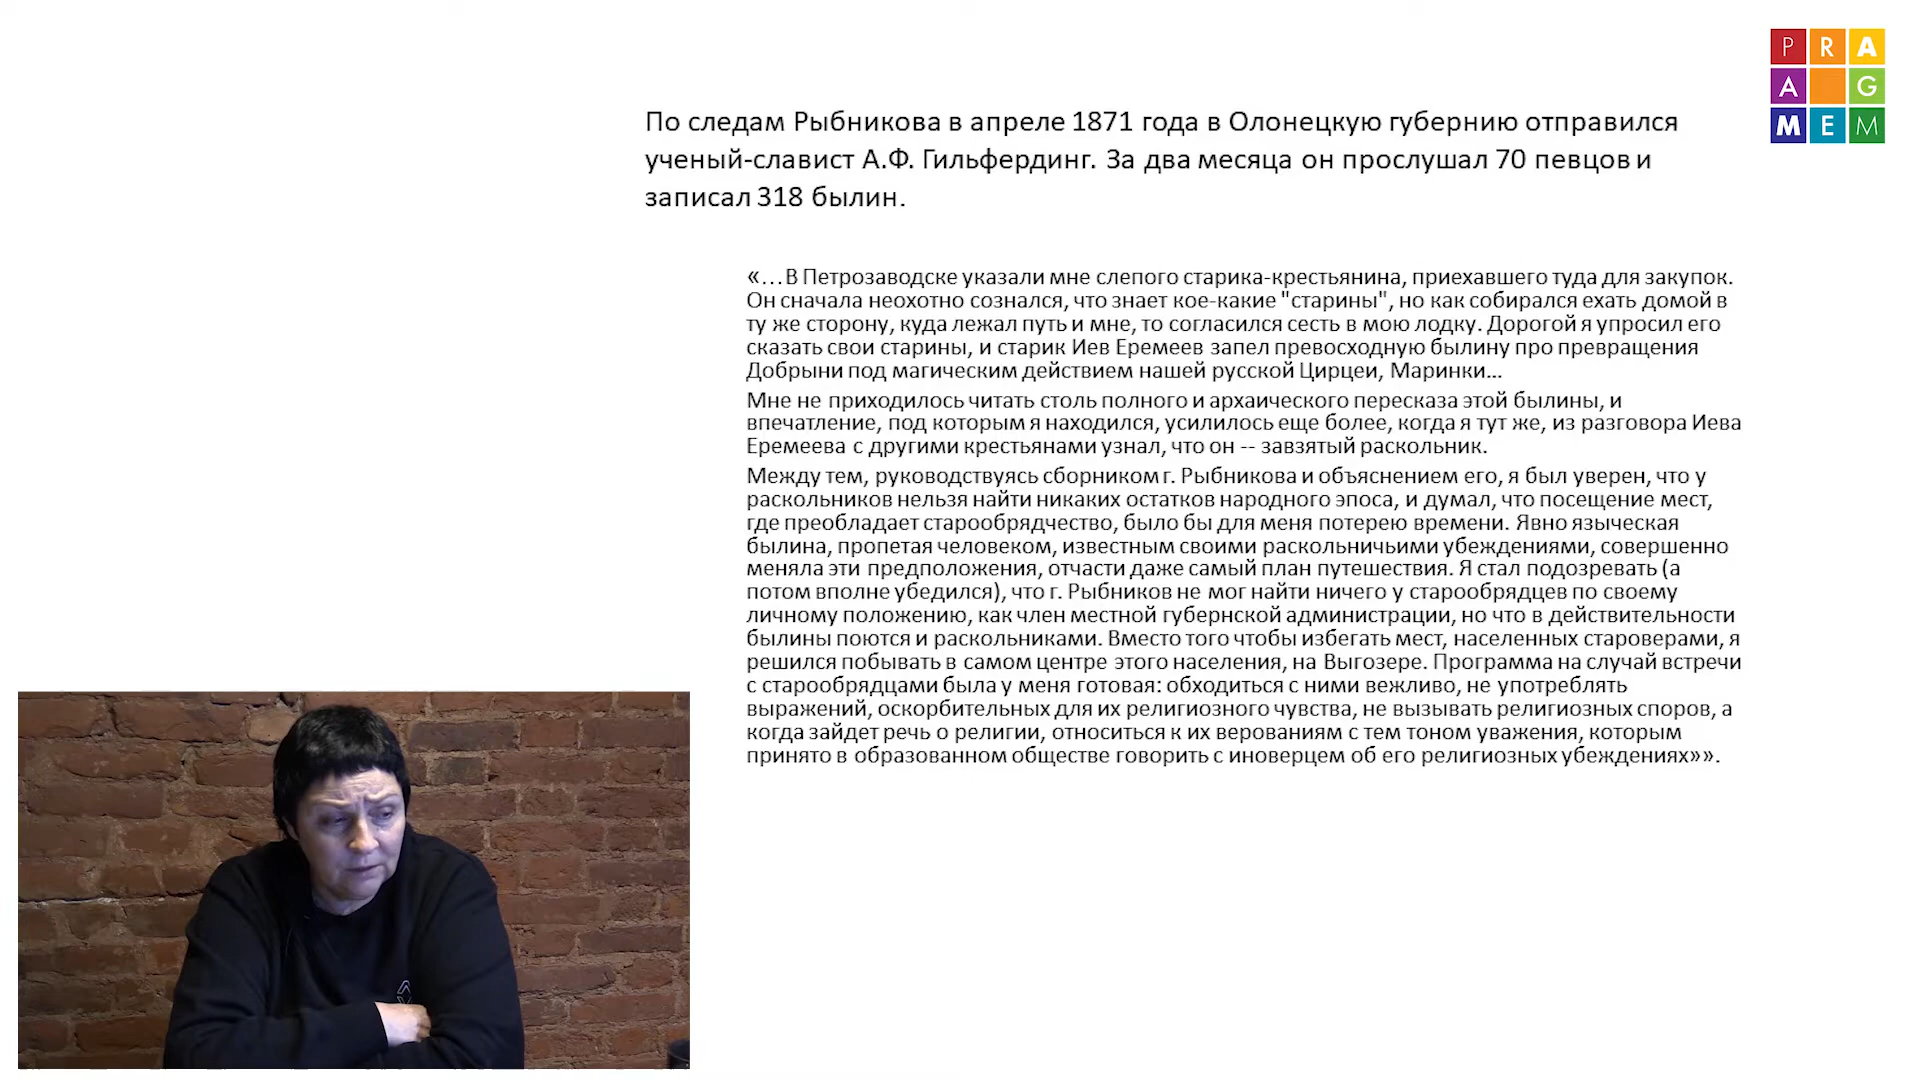 PRA
A G
MEM
По следам Рыбникова в апреле 1871 года в Олонецкую губернию отправился
ученый-славист А.Ф. Гильфердинг. За два месяца он прослушал 70 певцов и
записал 318 былин.
«…В Петрозаводске указали мне слепого старика-крестьянина, приехавшего туда для закупок.
Он сначала неохотно сознался, что знает кое-какие "старины", но как собирался ехать домой в
ту же сторону, куда лежал путь и мне, то согласился сесть в мою лодку. Дорогой я упросил его
сказать свои старины, и старик Иев Еремеев запел превосходную былину про превращения
Добрыни под магическим действием нашей русской Цирцеи, Маринки…
Мне не приходилось читать столь полного и архаического пересказа этой былины, и
впечатление, под которым я находился, усилилось еще более, когда я тут же, из разговора Иева
Еремеева с другими крестьянами узнал, что он -- завзятый раскольник.
Между тем, руководствуясь сборником г. Рыбникова и объяснением его, я был уверен, что у
раскольников нельзя найти никаких остатков народного эпоса, и думал, что посещение мест,
где преобладает старообрядчество, было бы для меня потерею времени. Явно языческая
былина, пропетая человеком, известным своими раскольничьими убеждениями, совершенно
меняла эти предположения, отчасти даже самый план путешествия. Я стал подозревать (а
потом вполне убедился), что г. Рыбников не мог найти ничего у старообрядцев по своему
личному положению, как член местной губернской администрации, но что в действительности
былины поются и раскольниками. Вместо того чтобы избегать мест, населенных староверами, я
решился побывать в самом центре этого населения, на Выгозере. Программа на случай встречи
с старообрядцами была у меня готовая: обходиться с ними вежливо, не употреблять
выражений, оскорбительных для их религиозного чувства, не вызывать религиозных споров, а
когда зайдет речь о религии, относиться к их верованиям с тем тоном уважения, которым
принято в образованном обществе говорить с иноверцем об его религиозных убеждениях»».